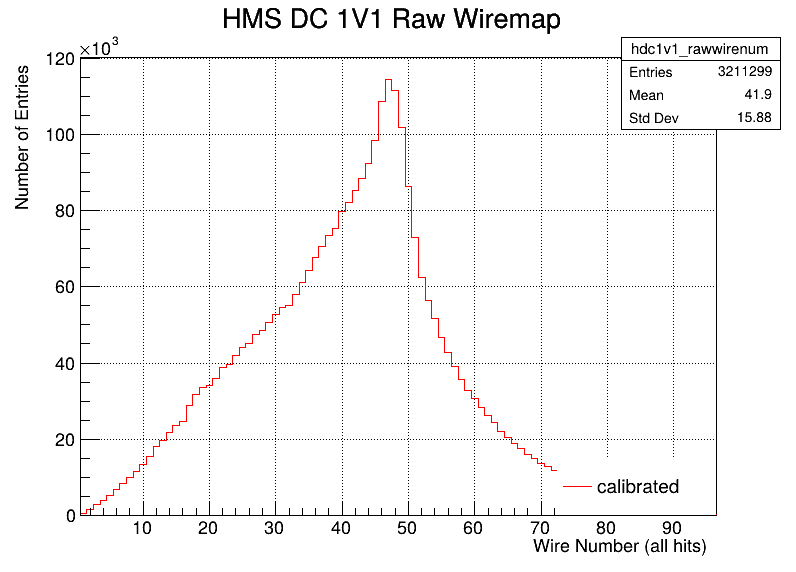 HMS DC 1V1 Raw Wiremap
hdc1v1_rawwirenum
Entries 3211299
Mean 41.9
Std Dev 15.88
×10³
Number of Entries
120
100
80
60
40
20
0
calibrated
10 20 30 40 50 60 70 80 90
Wire Number (all hits)